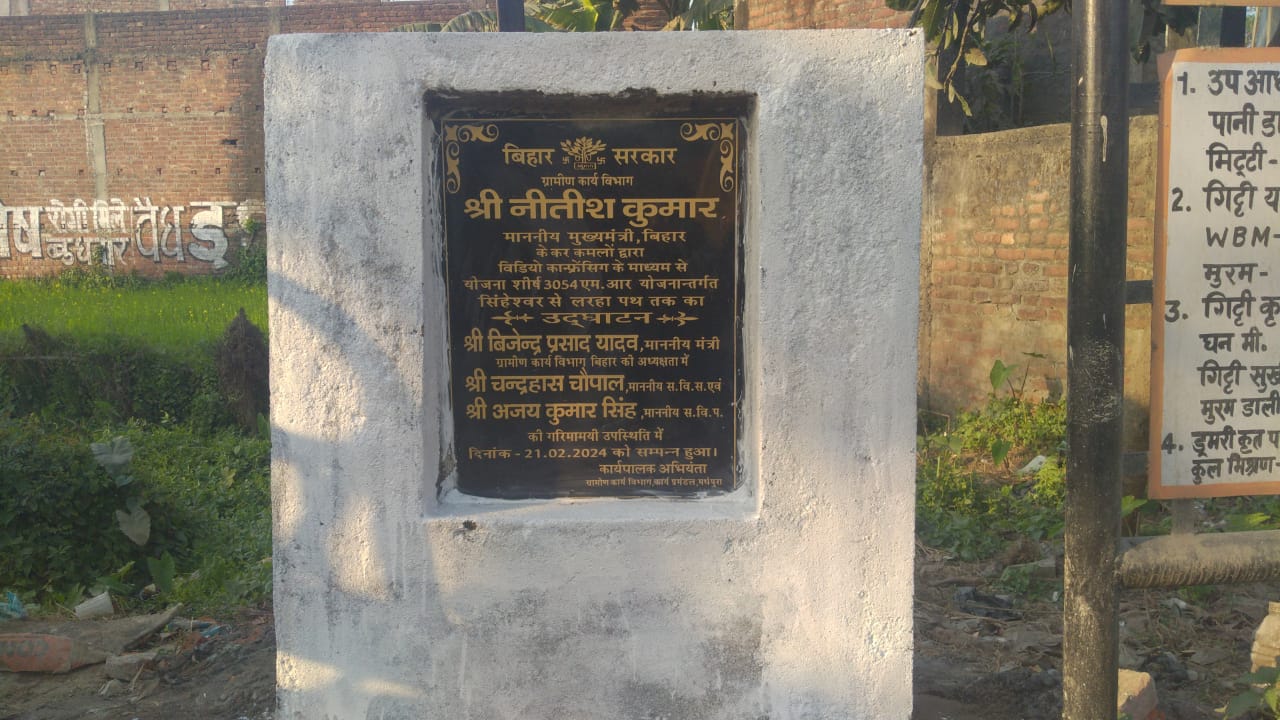 बिहार सरकार
ग्रामीण कार्य विभाग
श्री नीतीश कुमार
माननीय मुख्यमंत्री, बिहार
के कर कमलों द्वारा
विडियो कान्फ्रेंसिग के माध्यम से
योजना शीर्ष 3054 एम.आर योजनान्तर्गत
सिंहेश्वर से लरहा पथ तक का
उद्घाटन
श्री बिजेन्द्र प्रसाद यादव, माननीय मंत्री
ग्रामीण कार्य विभाग बिहार की अध्यक्षता में
श्री चन्द्रहास चौपाल, माननीय स.वि.स. एवं
श्री अजय कुमार सिंह, माननीय स.वि.प.
की गरिमामयी उपस्थिति में
दिनांक - 21.02.2024 को सम्पन्न हुआ।
कार्यपालक अभियंता
ग्रामीण कार्य विभाग, कार्य प्रमंडल, मधेपुरा
1. उप आध
पानी डा
मिट्टी-
2. गिट्टी य
WBM-
मुरम-
3. गिट्टी कृ
घन मी.
गिट्टी सुख
मुरम डाली
4. डूमरी कृत प
कुल मिश्रण-